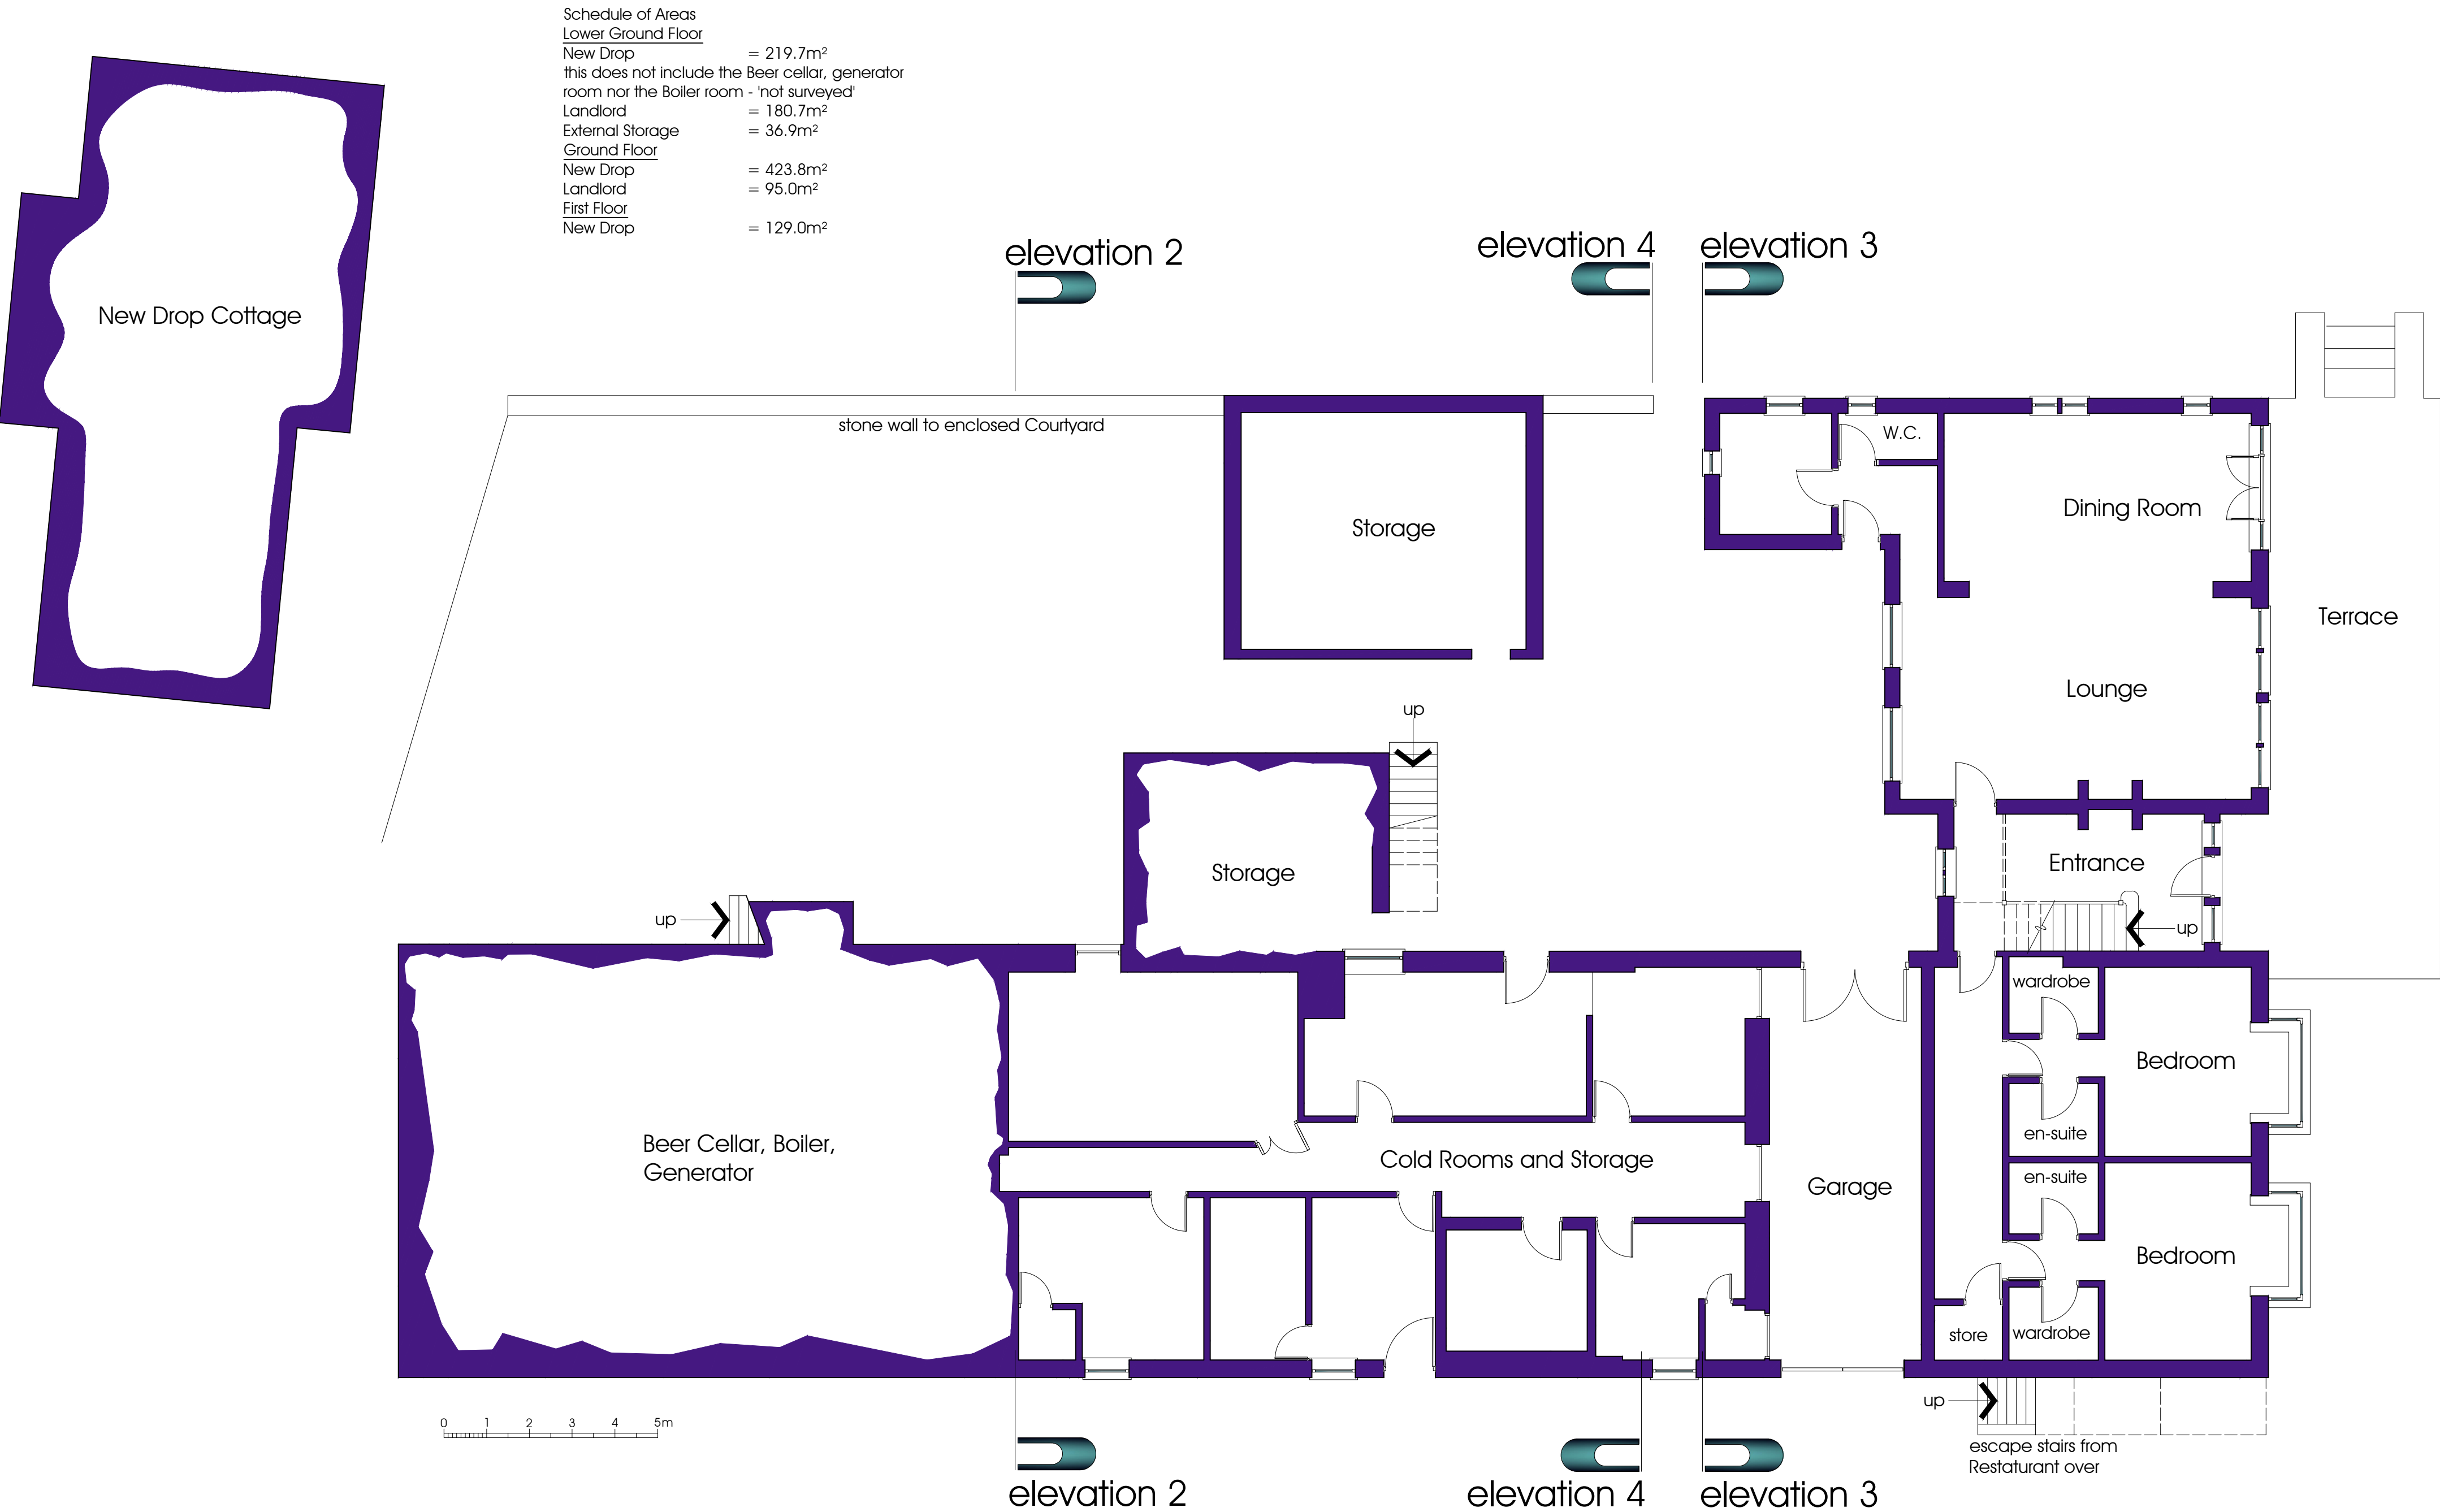 Schedule of Areas
Lower Ground Floor
New Drop = 219.7m²
this does not include the Beer cellar, generator
room nor the Boiler room - 'not surveyed'
Landlord = 180.7m²
External Storage = 36.9m²
Ground Floor
New Drop = 423.8m²
Landlord = 95.0m²
First Floor
New Drop = 129.0m²
elevation 2
elevation 4
elevation 3
New Drop Cottage
stone wall to enclosed Courtyard
W.C.
Storage
Dining Room
Terrace
Lounge
up
Storage
Entrance
up
up
wardrobe
Bedroom
en-suite
Beer Cellar, Boiler,
Generator
Cold Rooms and Storage
Garage
en-suite
Bedroom
store
wardrobe
up
0 1 2 3 4 5m
escape stairs from
Restaturant over
elevation 2
elevation 4
elevation 3